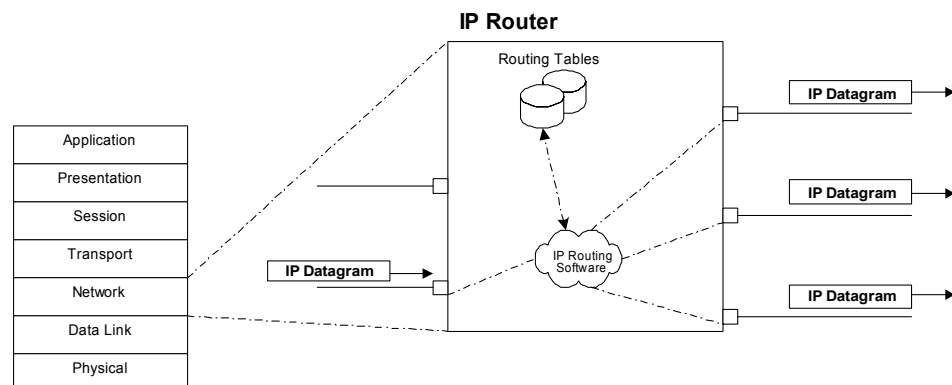 IP Router
Routing Tables
IP Datagram
Application
Presentation
Session
Transport
Network
Data Link
Physical
IP Datagram
IP Routing
Software
IP Datagram
IP Datagram